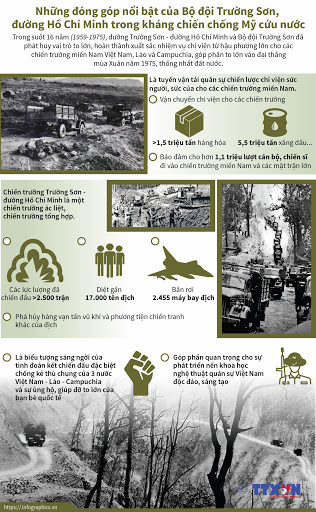 Những đóng góp nổi bật của Bộ đội Trường Sơn,
đường Hồ Chí Minh trong kháng chiến chống Mỹ cứu nước
Trong suốt 16 năm (1959-1975), đường Trường Sơn - đường Hồ Chí Minh và Bộ đội Trường Sơn đã
phát huy vai trò to lớn, hoàn thành xuất sắc nhiệm vụ chi viện từ hậu phương lớn cho các
chiến trường miền Nam Việt Nam, Lào và Campuchia, góp phần to lớn vào đại thắng
mùa Xuân năm 1975, thống nhất đất nước.
Là tuyến vận tải quân sự chiến lược chi viện sức
người, sức của cho các chiến trường miền Nam.
Vận chuyển chi viện cho các chiến trường
>1,5 triệu tấn hàng hóa
5,5 triệu tấn xăng dầu...
Bảo đảm cho hơn 1,1 triệu lượt cán bộ, chiến sĩ
đi vào chiến trường miền Nam và các mặt trận
Chiến trường Trường Sơn -
đường Hồ Chí Minh là một
chiến trường ác liệt,
chiến trường tổng hợp.
Các lực lượng đã
chiến đấu >2.500 trận
Diệt gần
17.000 tên địch
Bắn rơi
2.455 máy bay địch
Phá hủy hàng vạn tấn vũ khí và phương tiện chiến tranh
khác của địch
Là biểu tượng sáng ngời của
tình đoàn kết chiến đấu đặc biệt
chống kẻ thù chung của 3 nước
Việt Nam - Lào - Campuchia
và sự ủng hộ, giúp đỡ to lớn của
bạn bè quốc tế
Góp phần quan trọng cho sự
phát triển nền khoa học
nghệ thuật quân sự Việt Nam
độc đáo, sáng tạo
https://infographics.vn
TTXVN